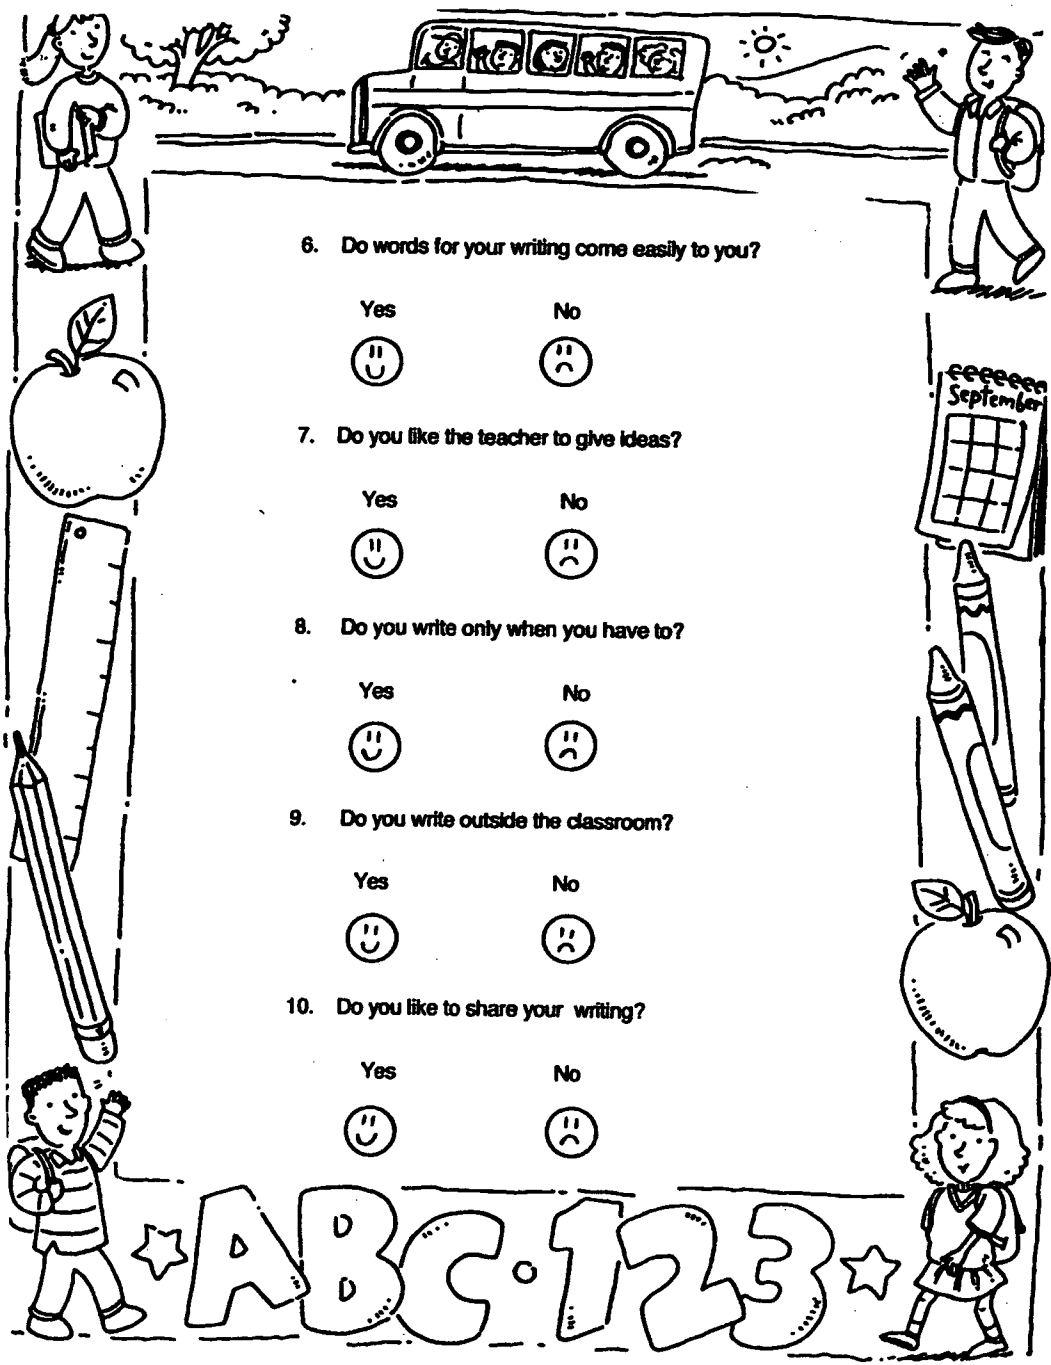 6. Do words for your writing come easily to you?
Yes No
7. Do you like the teacher to give ideas?
Yes No
September
8. Do you write only when you have to?
Yes No
9. Do you write outside the classroom?
Yes No
10. Do you like to share your writing?
Yes No
ABC · 123